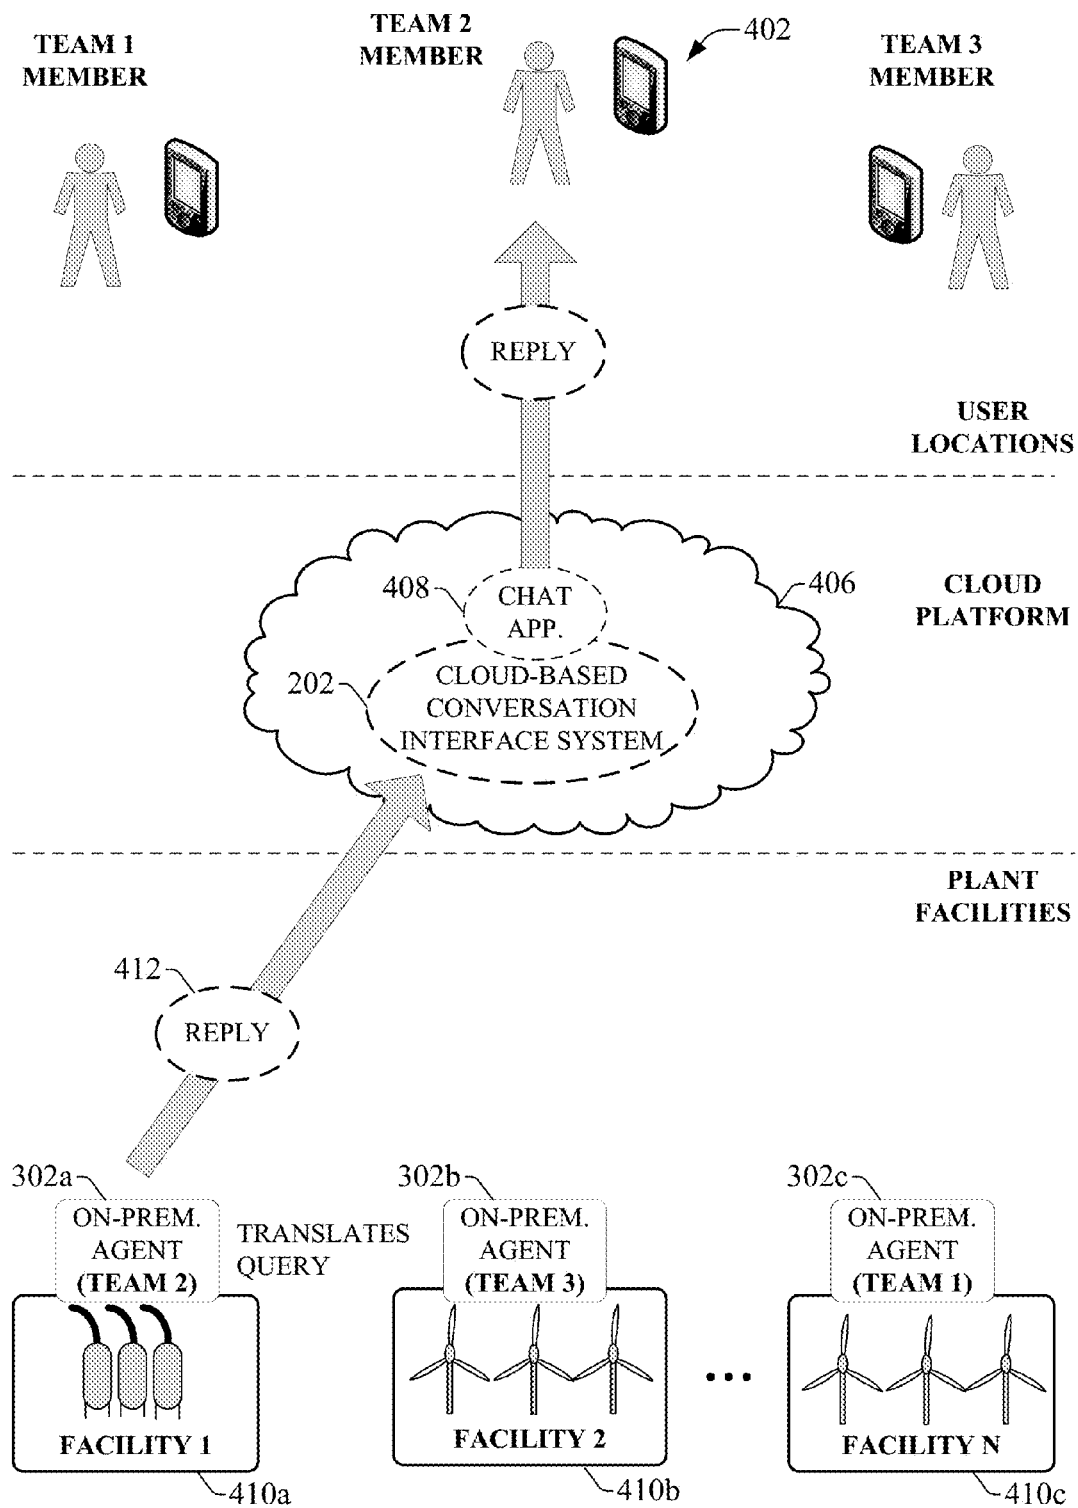 TEAM 1
MEMBER
TEAM 2
MEMBER
402
TEAM 3
MEMBER
REPLY
USER
LOCATIONS
408
CHAT
APP.
406
CLOUD
PLATFORM
202
CLOUD-BASED
CONVERSATION
INTERFACE SYSTEM
PLANT
FACILITIES
412
REPLY
302a
ON-PREM.
AGENT
(TEAM 2)
TRANSLATES
QUERY
302b
ON-PREM.
AGENT
(TEAM 3)
302c
ON-PREM.
AGENT
(TEAM 1)
FACILITY 1
410a
FACILITY 2
410b
...
FACILITY N
410c